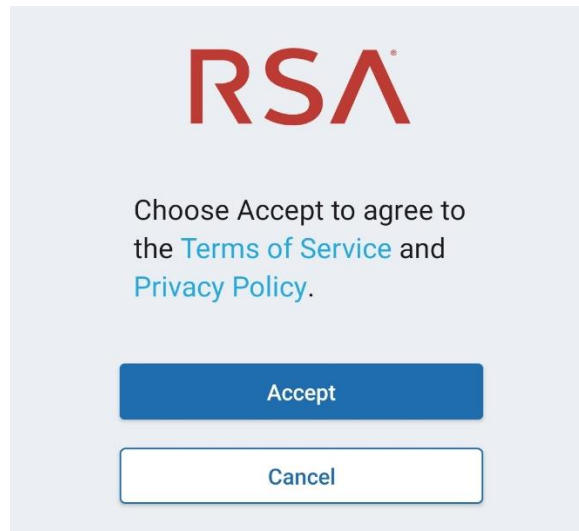 RSA®
Choose Accept to agree to
the Terms of Service and
Privacy Policy.
Accept
Cancel